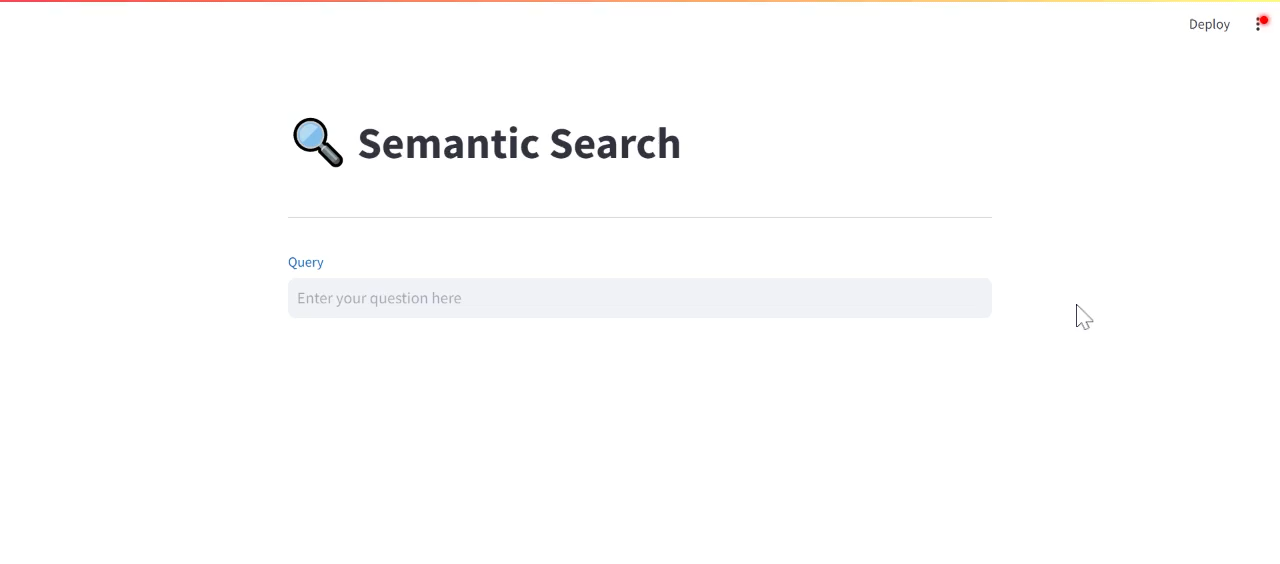 Deploy
Semantic Search
Query
Enter your question here